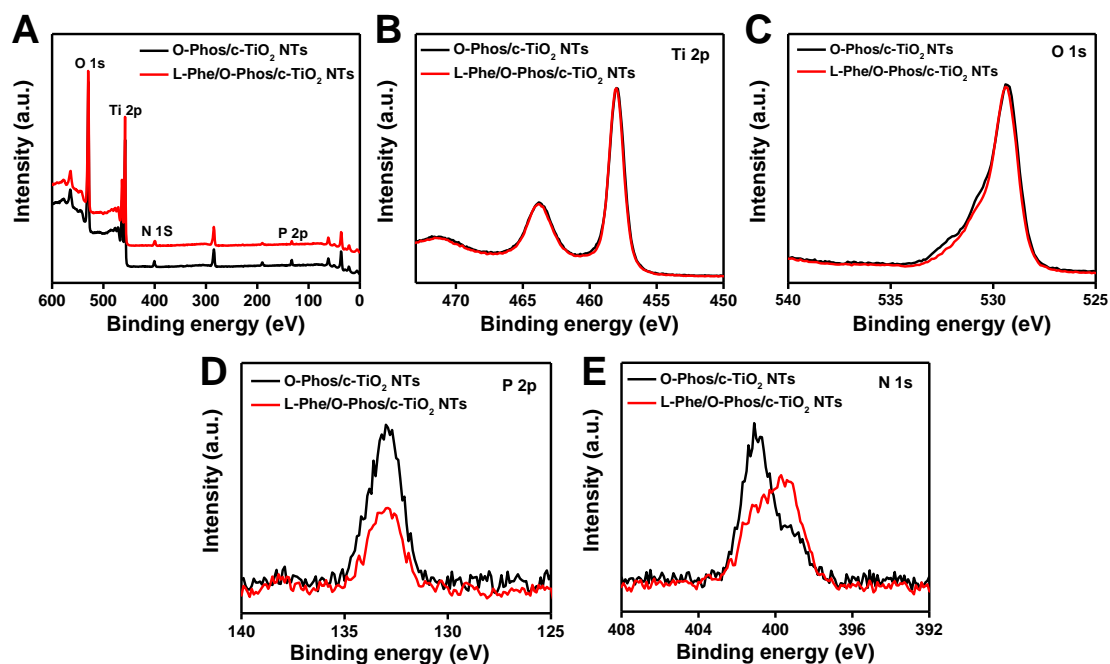 A
O-Phos/c-TiO₂ NTs
L-Phe/O-Phos/c-TiO₂ NTs
O 1s
Ti 2p
N 1S
P 2p
Intensity (a.u.)
600 500 400 300 200 100 0
Binding energy (eV)
B
O-Phos/c-TiO₂ NTs
L-Phe/O-Phos/c-TiO₂ NTs
Ti 2p
Intensity (a.u.)
470 465 460 455 450
Binding energy (eV)
C
O-Phos/c-TiO₂ NTs
L-Phe/O-Phos/c-TiO₂ NTs
O 1s
Intensity (a.u.)
540 535 530 525
Binding energy (eV)
D
O-Phos/c-TiO₂ NTs
L-Phe/O-Phos/c-TiO₂ NTs
P 2p
Intensity (a.u.)
140 135 130 125
Binding energy (eV)
E
O-Phos/c-TiO₂ NTs
L-Phe/O-Phos/c-TiO₂ NTs
N 1s
Intensity (a.u.)
408 404 400 396 392
Binding energy (eV)